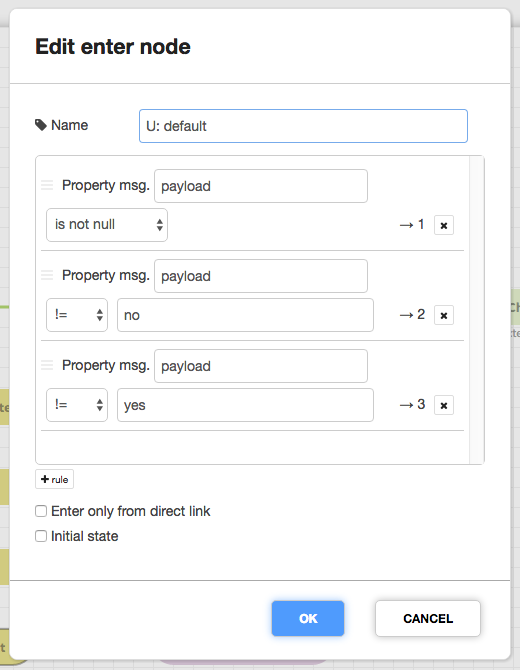 Edit enter node
Name
U: default
Property msg. payload
is not null → 1 ×
Property msg. payload
!= no → 2 ×
Property msg. payload
!= yes → 3 ×
+ rule
Enter only from direct link
Initial state
OK CANCEL